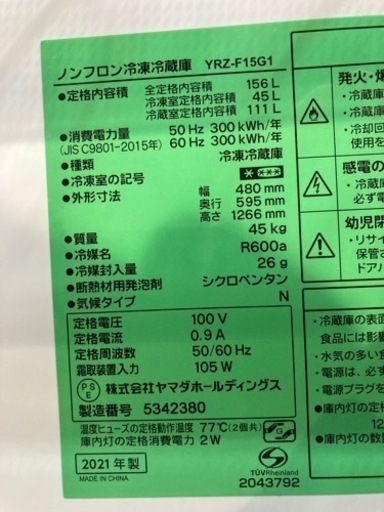 ノンフロン冷凍冷蔵庫 YRZ-F15G1
●定格内容積 全定格内容積 156 L
冷凍室定格内容積 45 L
冷蔵室定格内容積 111 L
●消費電力量 50 Hz 300 kWh/年
(JIS C9801-2015年) 60 Hz 300 kWh/年
●種類 冷凍冷蔵庫
●冷凍室の記号
●外形寸法 幅 480 mm
奥行 595 mm
高さ 1266 mm
●質量 45 kg
●冷媒名 R600a
●冷媒封入量 26 g
●断熱材用発泡剤 シクロペンタン
●気候タイプ N
定格電圧 100 V
定格電流 0.9 A
定格周波数 50/60 Hz
霜取装置入力 105 W
PSE 株式会社ヤマダホールディングス
製造番号 5342380
温度ヒューズの定格動作温度 77℃(2個共)
庫内灯の定格消費電力 2W
2021年製
MADE IN CHINA
TÜVRheinland
2043792
発火・爆
・冷蔵庫
・冷蔵庫
・冷却回
使用を
感電の
必ず電
幼児閉
・リサイ
保管さ
ドアパ
・冷蔵庫の表面
食品には影響
・水気の多い食
・電源は、必ず
・電源プラグを
・庫内灯の定格